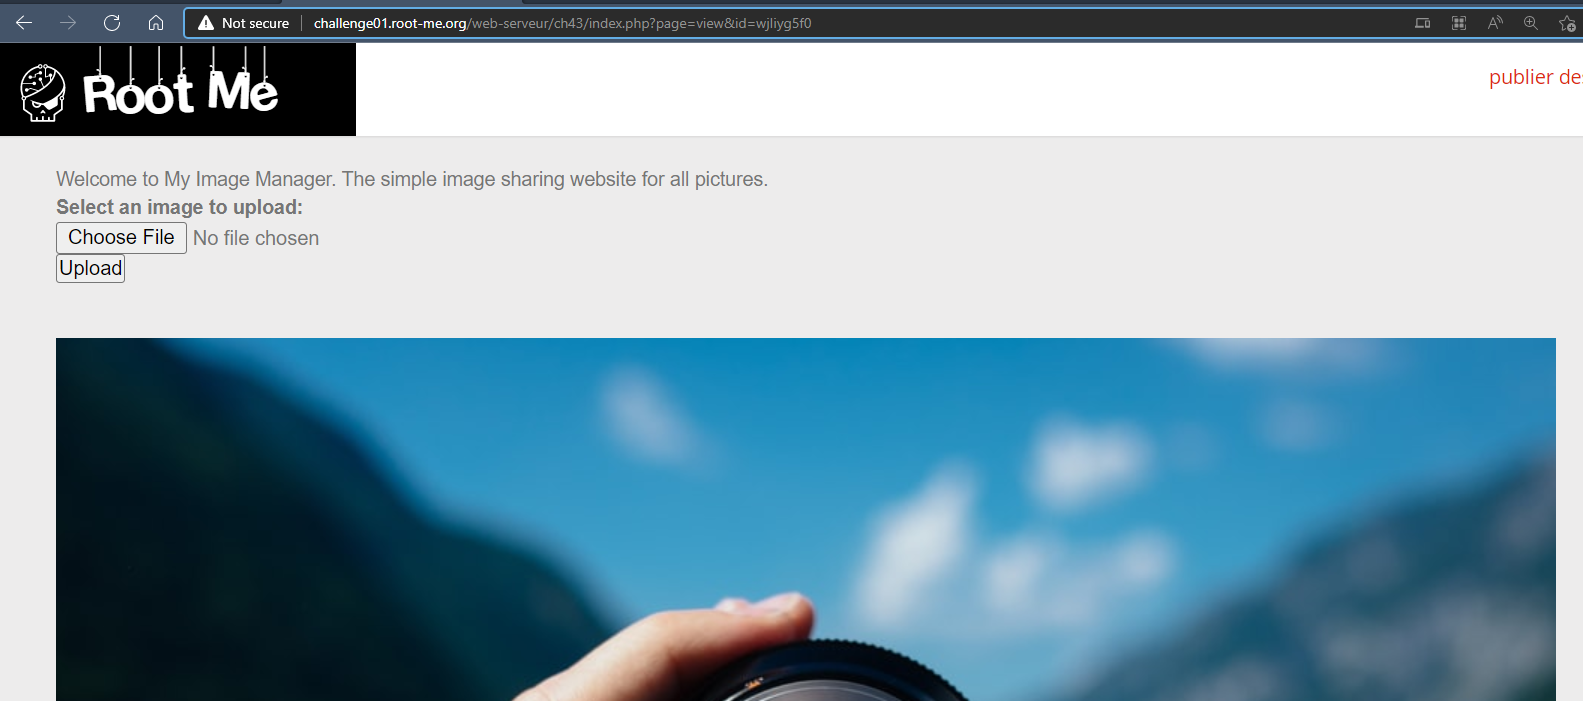 Not secure | challenge01.root-me.org/web-serveur/ch43/index.php?page=view&id=wjliyg5f0
Root Me
publier de
Welcome to My Image Manager. The simple image sharing website for all pictures.
Select an image to upload:
Choose File No file chosen
Upload